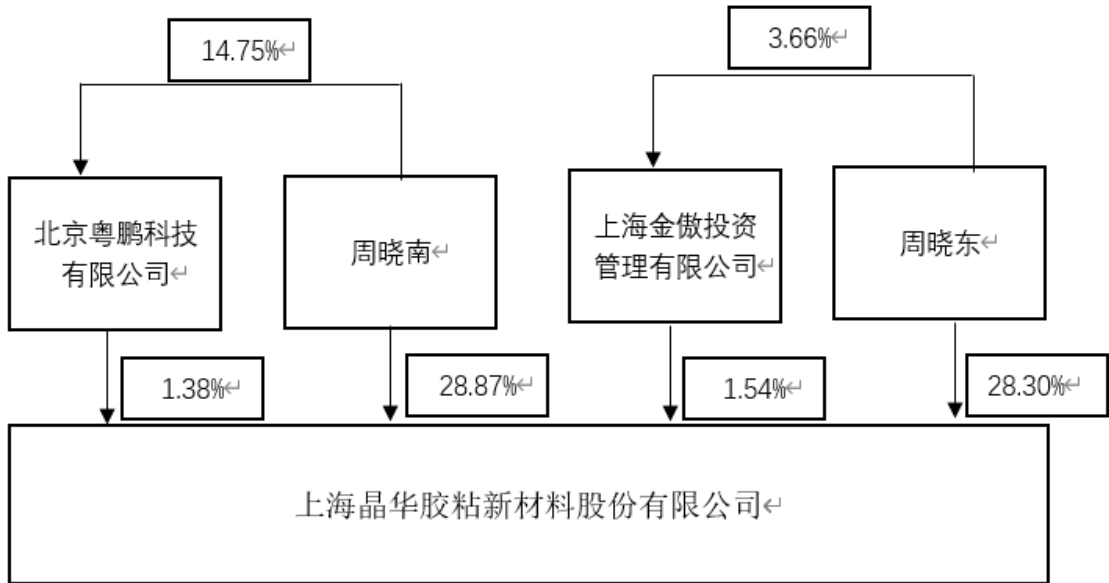 14.75%↵
3.66%↵
北京粤鹏科技
有限公司↵
周晓南↵
上海金傲投资
管理有限公司↵
周晓东↵
1.38%↵
28.87%↵
1.54%↵
28.30%↵
上海晶华胶粘新材料股份有限公司↵